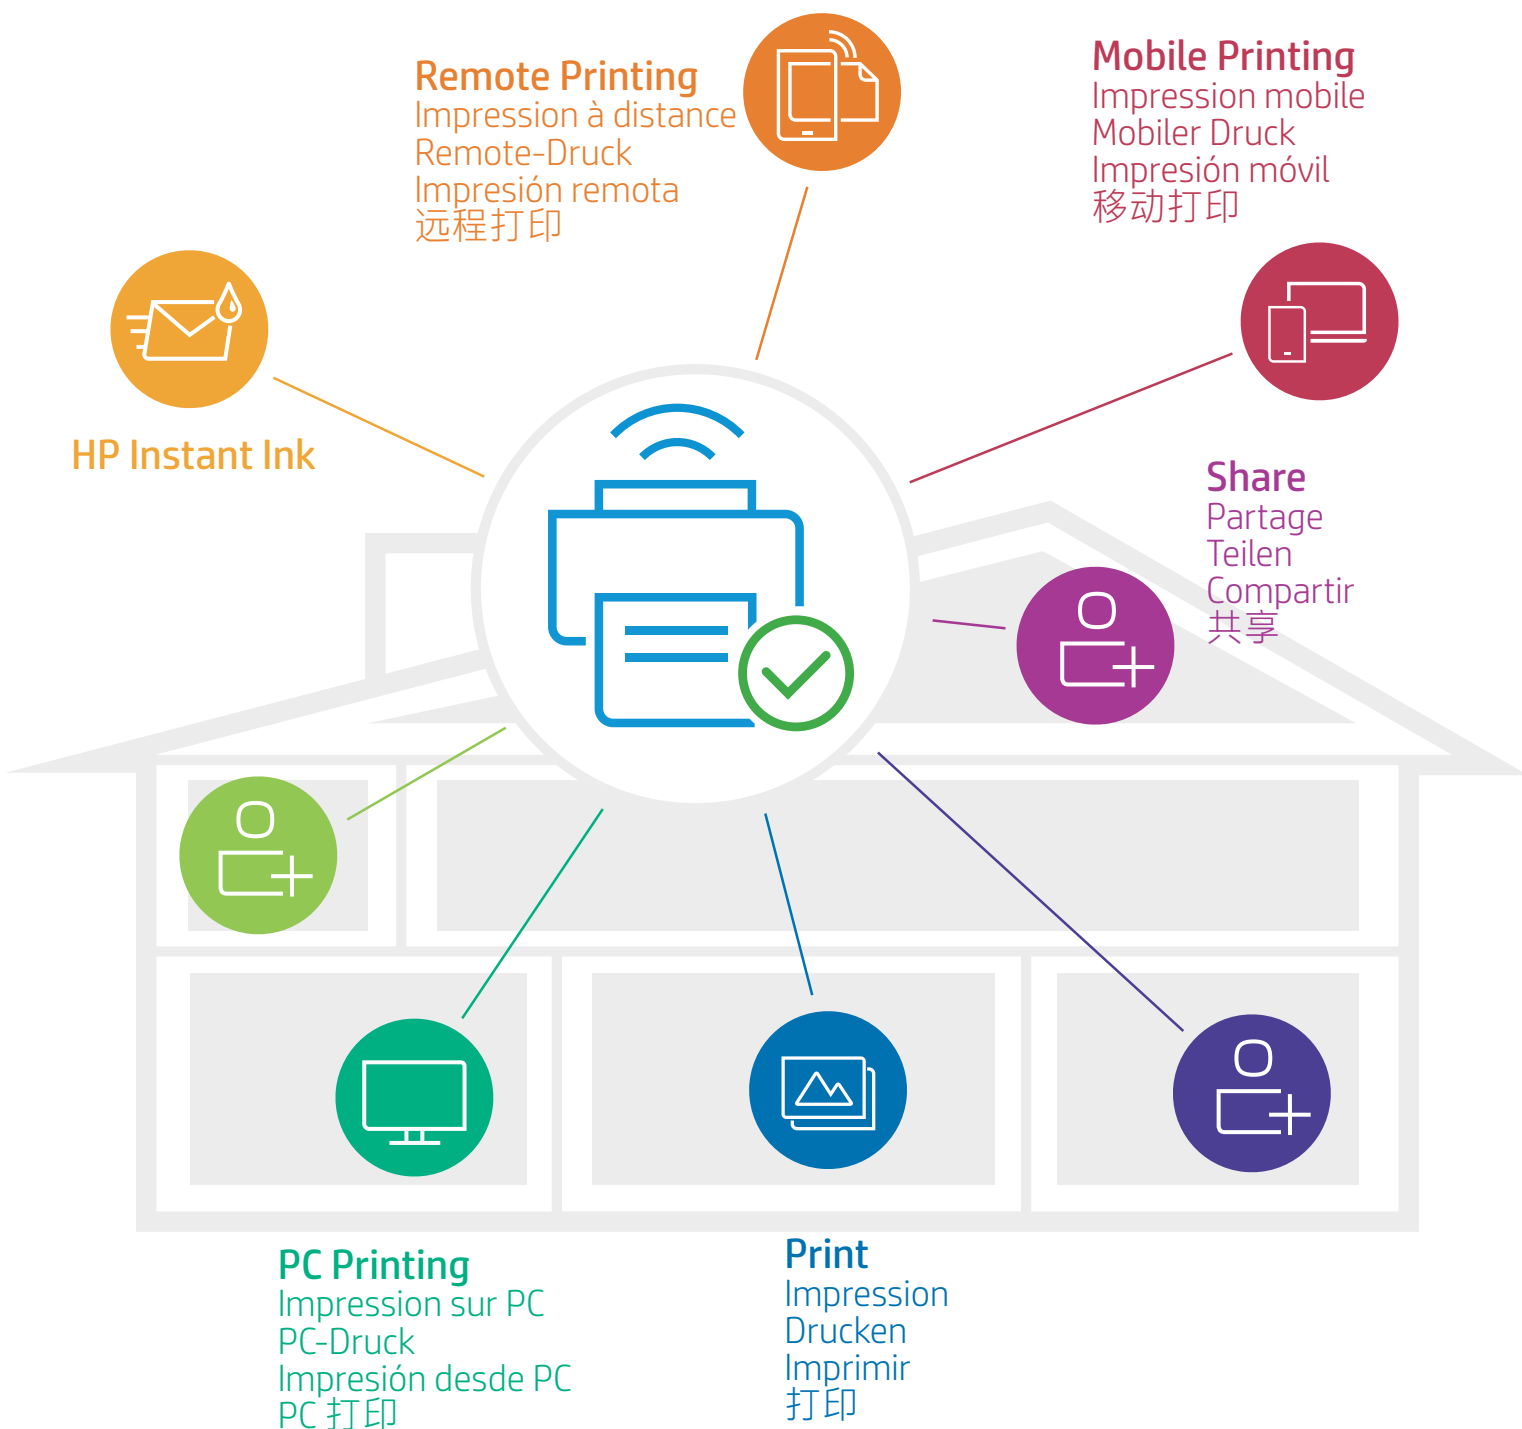 Remote Printing
Impression à distance
Remote-Druck
Impresión remota
远程打印
Mobile Printing
Impression mobile
Mobiler Druck
Impresión móvil
移动打印
HP Instant Ink
Share
Partage
Teilen
Compartir
共享
PC Printing
Impression sur PC
PC-Druck
Impresión desde PC
PC 打印
Print
Impression
Drucken
Imprimir
打印